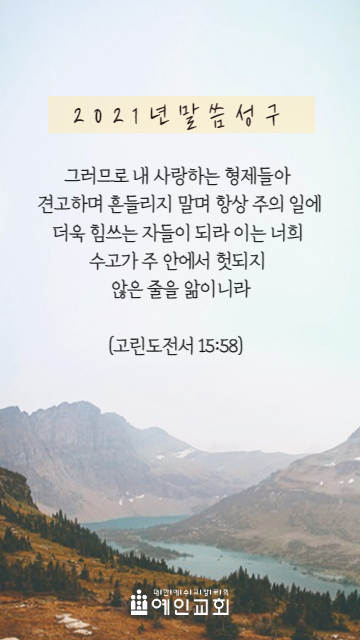 2021년말씀성구
그러므로 내 사랑하는 형제들아
견고하며 흔들리지 말며 항상 주의 일에
더욱 힘쓰는 자들이 되라 이는 너희
수고가 주 안에서 헛되지
않은 줄을 앎이니라
(고린도전서 15:58)
예인교회